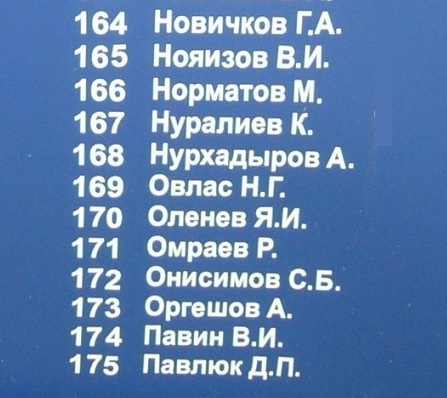 164 Новичков Г.А.
165 Нояизов В.И.
166 Норматов М.
167 Нуралиев К.
168 Нурхадыров А.
169 Овлас Н.Г.
170 Оленев Я.И.
171 Омраев Р.
172 Онисимов С.Б.
173 Оргешов А.
174 Павин В.И.
175 Павлюк Д.П.